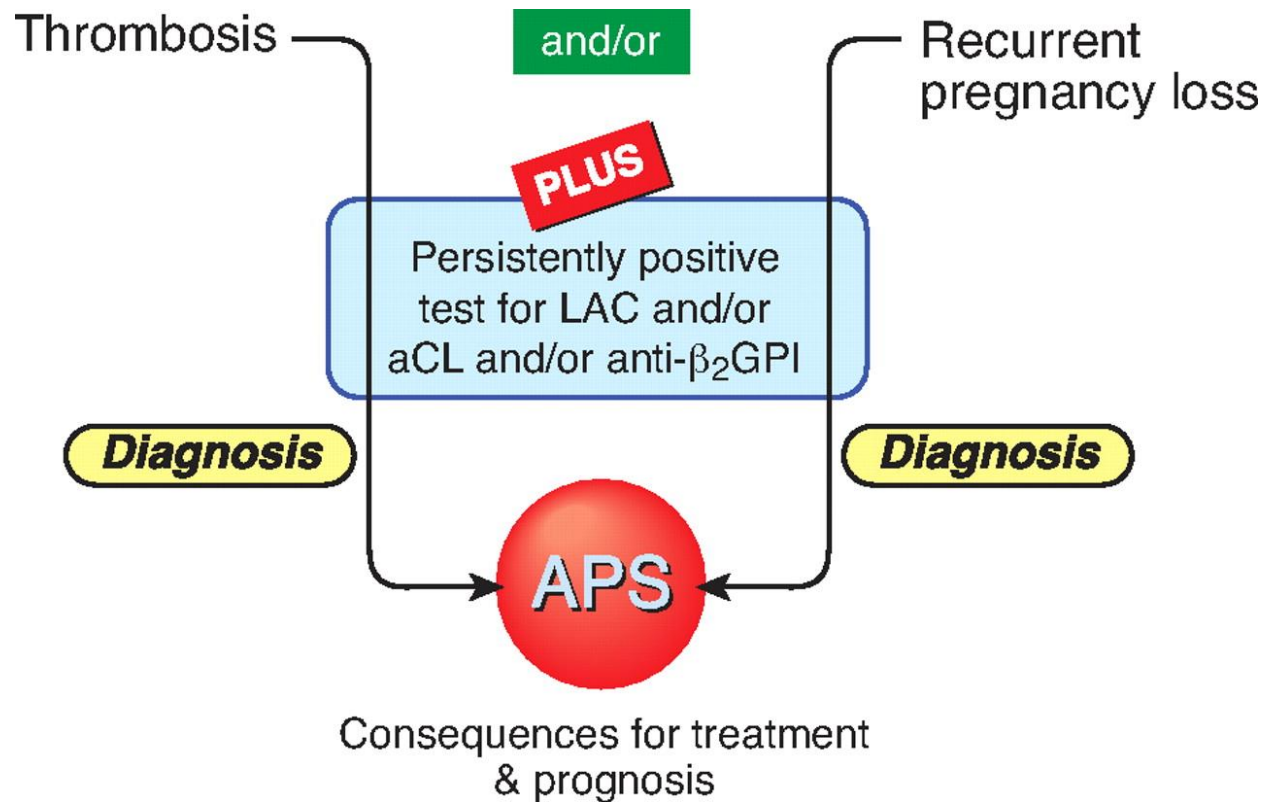 Thrombosis
and/or
Recurrent
pregnancy loss
PLUS
Persistently positive
test for LAC and/or
aCL and/or anti-β₂GPI
Diagnosis
Diagnosis
APS
Consequences for treatment
& prognosis